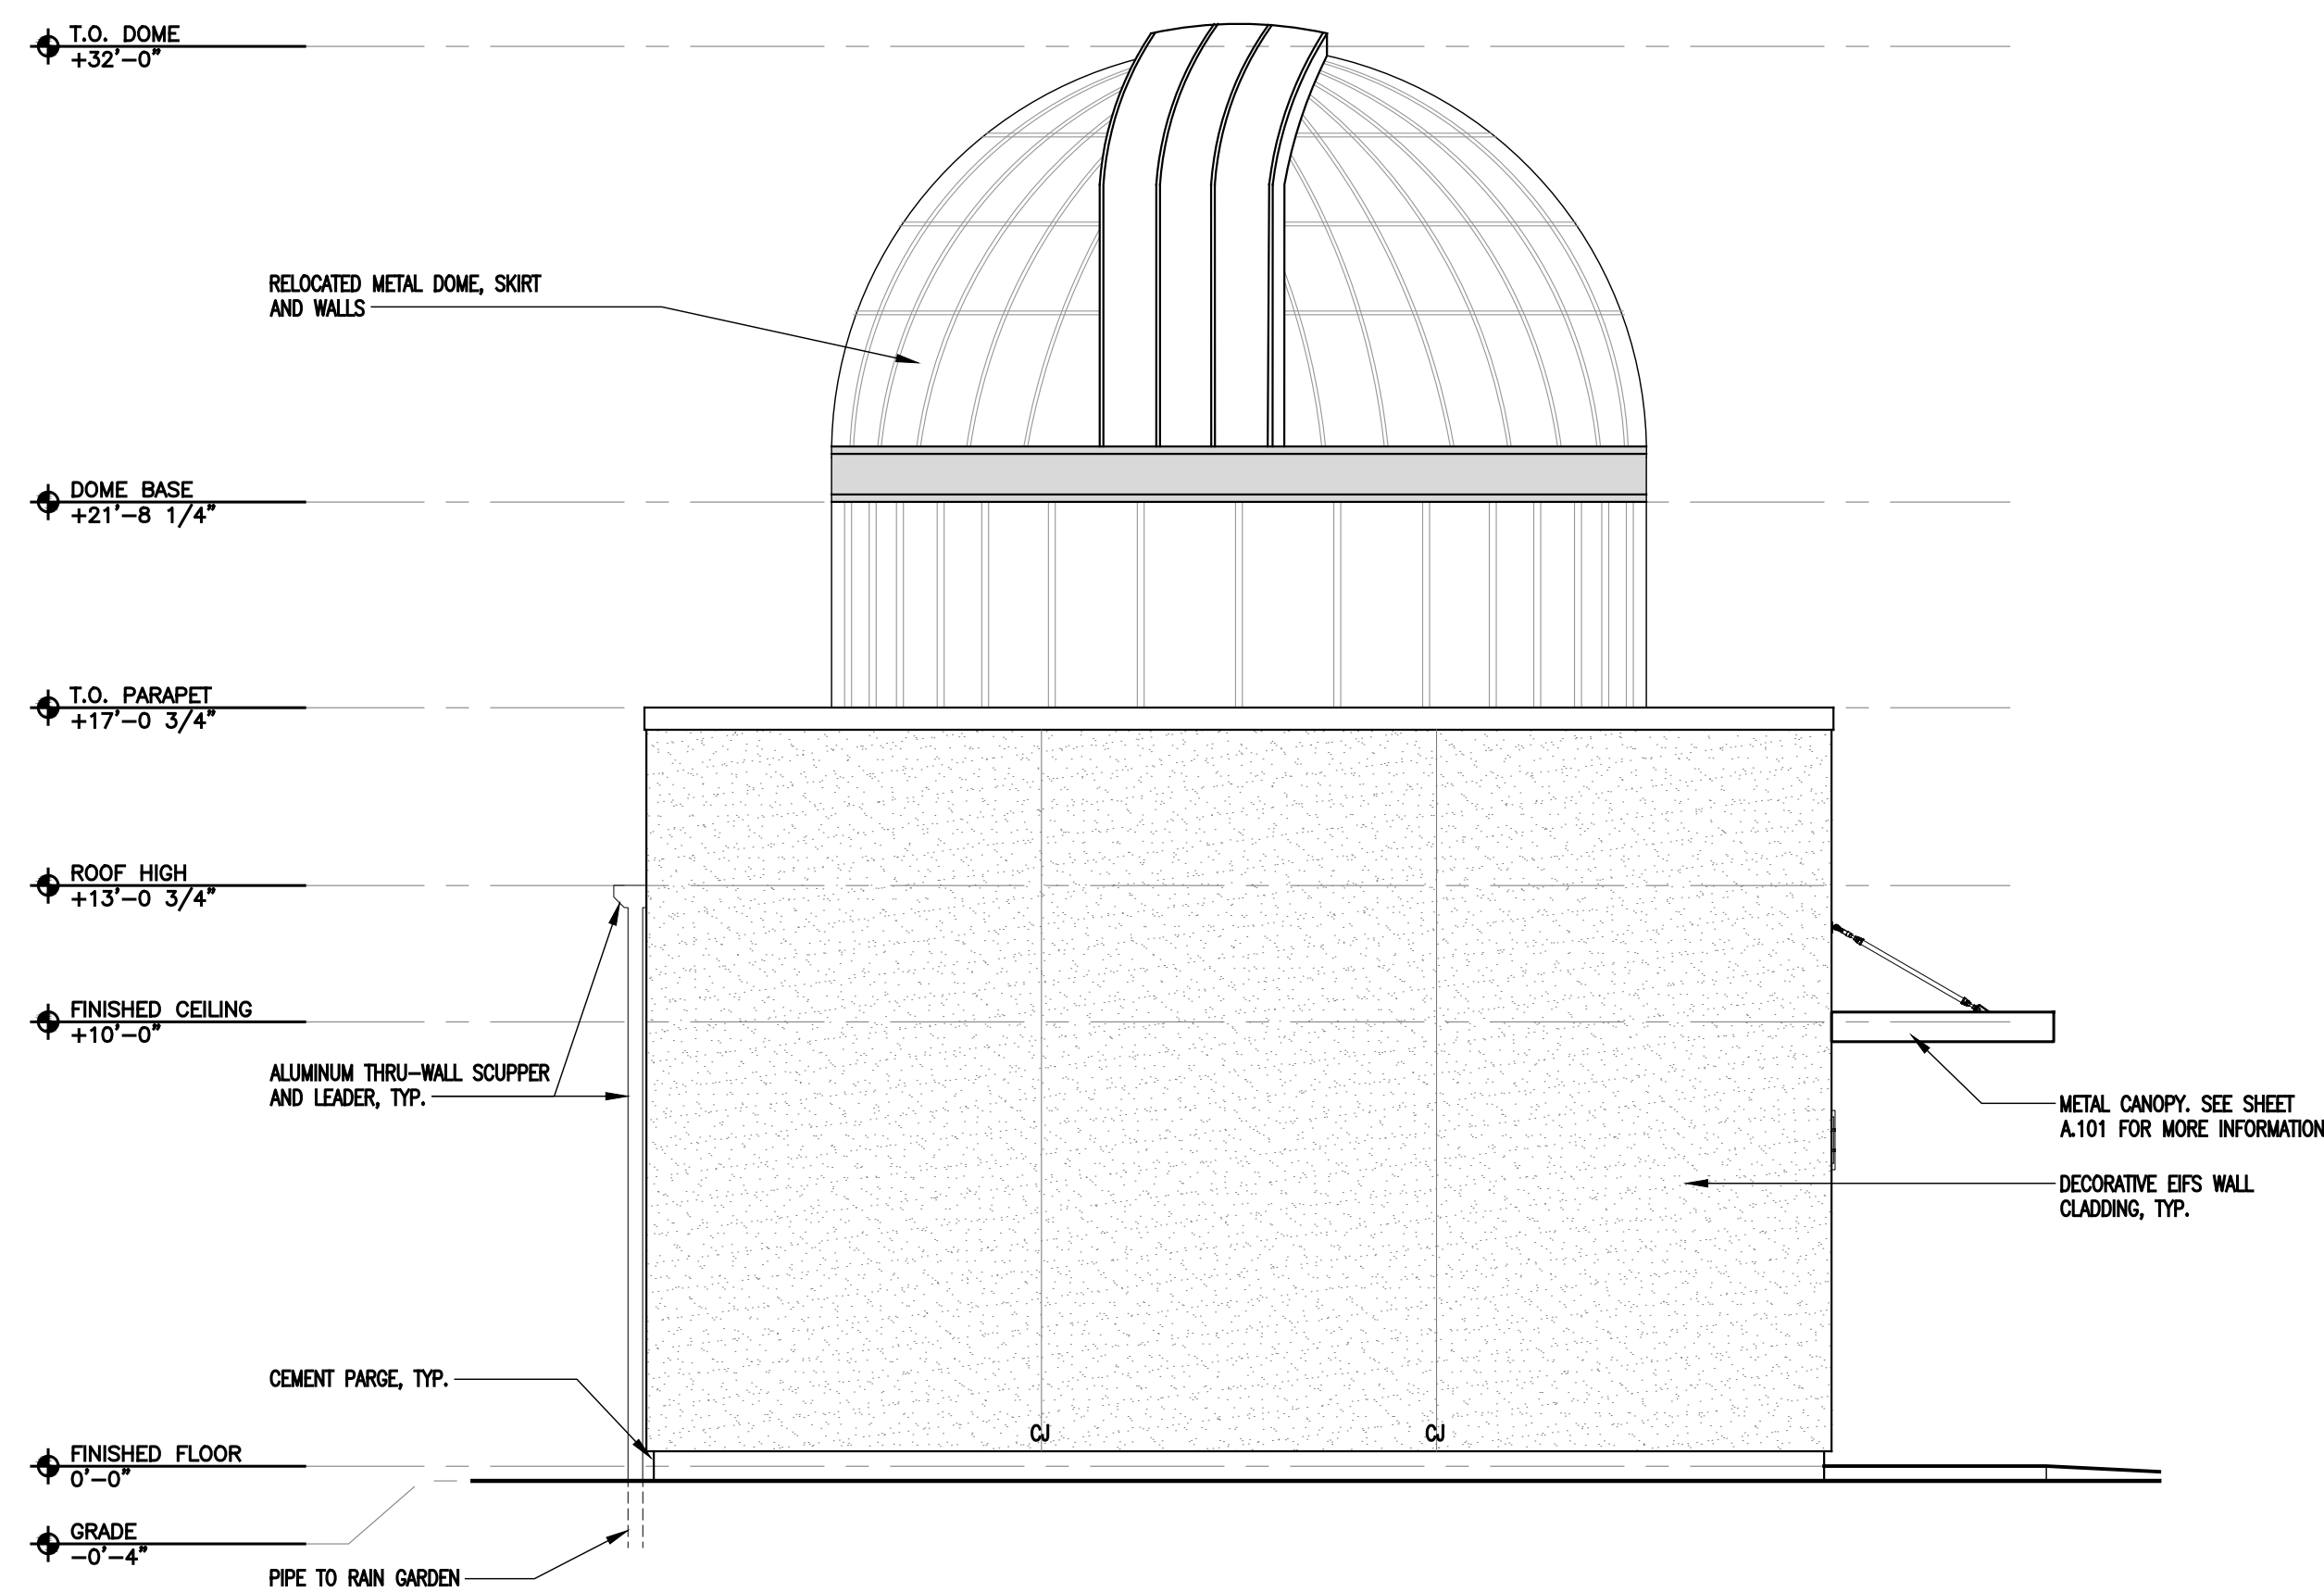 T.O. DOME
+32'-0"
RELOCATED METAL DOME, SKIRT
AND WALLS
DOME BASE
+21'-8 1/4"
T.O. PARAPET
+17'-0 3/4"
ROOF HIGH
+13'-0 3/4"
FINISHED CEILING
+10'-0"
ALUMINUM THRU-WALL SCUPPER
AND LEADER, TYP.
METAL CANOPY. SEE SHEET
A.101 FOR MORE INFORMATION
DECORATIVE EIFS WALL
CLADDING, TYP.
CEMENT PARGE, TYP.
CJ
CJ
FINISHED FLOOR
0'-0"
GRADE
-0'-4"
PIPE TO RAIN GARDEN